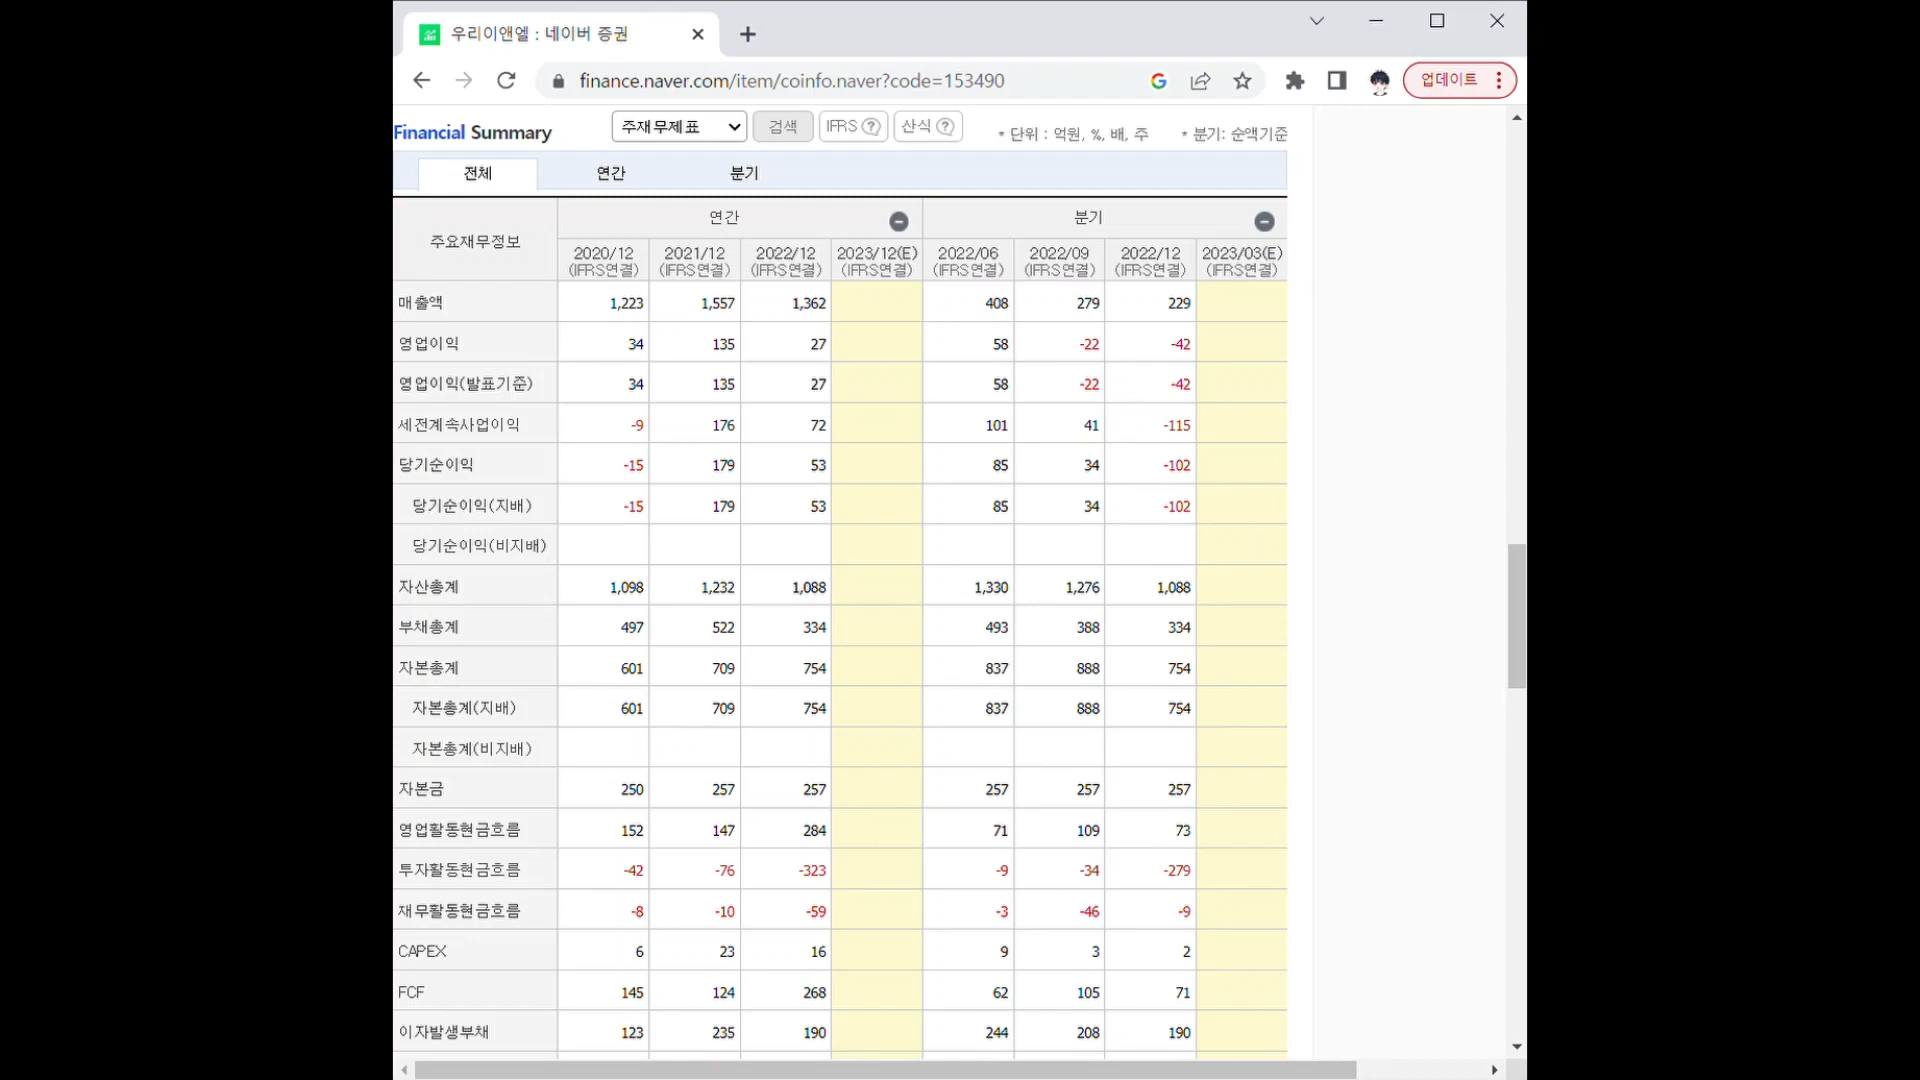 우리이앤엘 : 네이버 증권
finance.naver.com/item/coinfo.naver?code=153490
업데이트
Financial Summary
주재무제표
검색
IFRS ?
산식 ?
* 단위 : 억원, %, 배, 주 * 분기: 순액기준
전체 연간 분기
주요재무정보 연간 분기
2020/12 (IFRS연결) 2021/12 (IFRS연결) 2022/12 (IFRS연결) 2023/12(E) (IFRS연결) 2022/06 (IFRS연결) 2022/09 (IFRS연결) 2022/12 (IFRS연결) 2023/03(E) (IFRS연결)
매출액 1,223 1,557 1,362 408 279 229
영업이익 34 135 27 58 -22 -42
영업이익(발표기준) 34 135 27 58 -22 -42
세전계속사업이익 -9 176 72 101 41 -115
당기순이익 -15 179 53 85 34 -102
당기순이익(지배) -15 179 53 85 34 -102
당기순이익(비지배)
자산총계 1,098 1,232 1,088 1,330 1,276 1,088
부채총계 497 522 334 493 388 334
자본총계 601 709 754 837 888 754
자본총계(지배) 601 709 754 837 888 754
자본총계(비지배)
자본금 250 257 257 257 257 257
영업활동현금흐름 152 147 284 71 109 73
투자활동현금흐름 -42 -76 -323 -9 -34 -279
재무활동현금흐름 -8 -10 -59 -3 -46 -9
CAPEX 6 23 16 9 3 2
FCF 145 124 268 62 105 71
이자발생부채 123 235 190 244 208 190